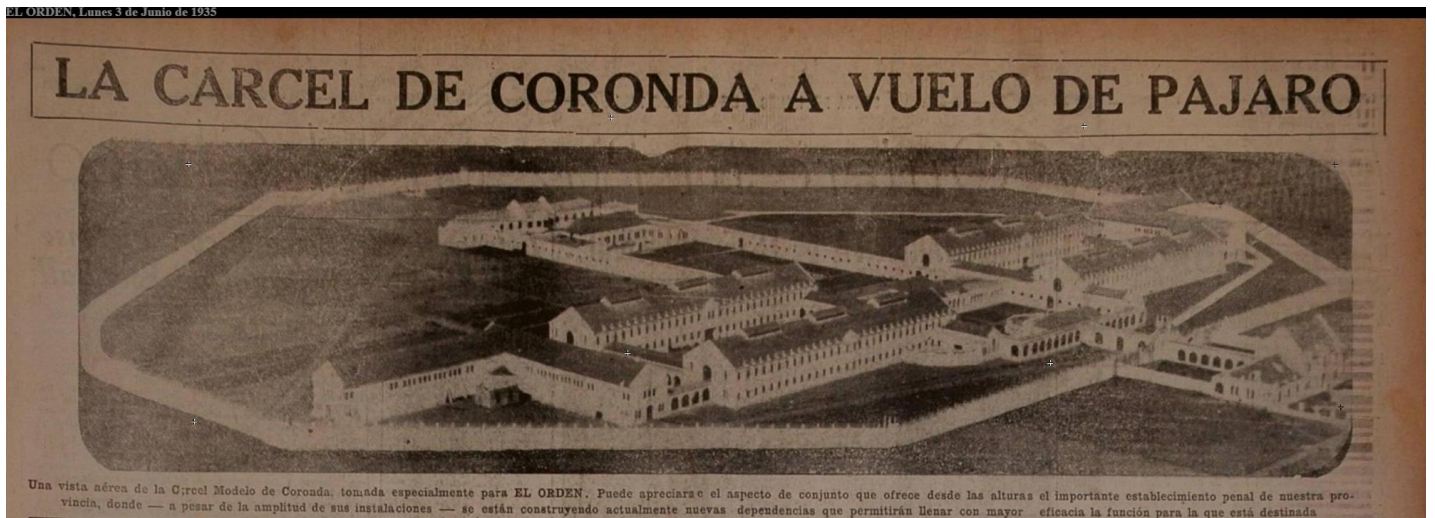 EL ORDEN, Lunes 3 de Junio de 1935
LA CARCEL DE CORONDA A VUELO DE PAJARO
Una vista aérea de la C;rcel Modelo de Coronda, tomada especialmente para EL ORDEN. Puede apreciarse el aspecto de conjunto que ofrece desde las alturas el importante establecimiento penal de nuestra pro-
vincia, donde — a pesar de la amplitud de sus instalaciones — se están construyendo actualmente nuevas dependencias que permitirán llenar con mayor eficacia la función para la que está destinada